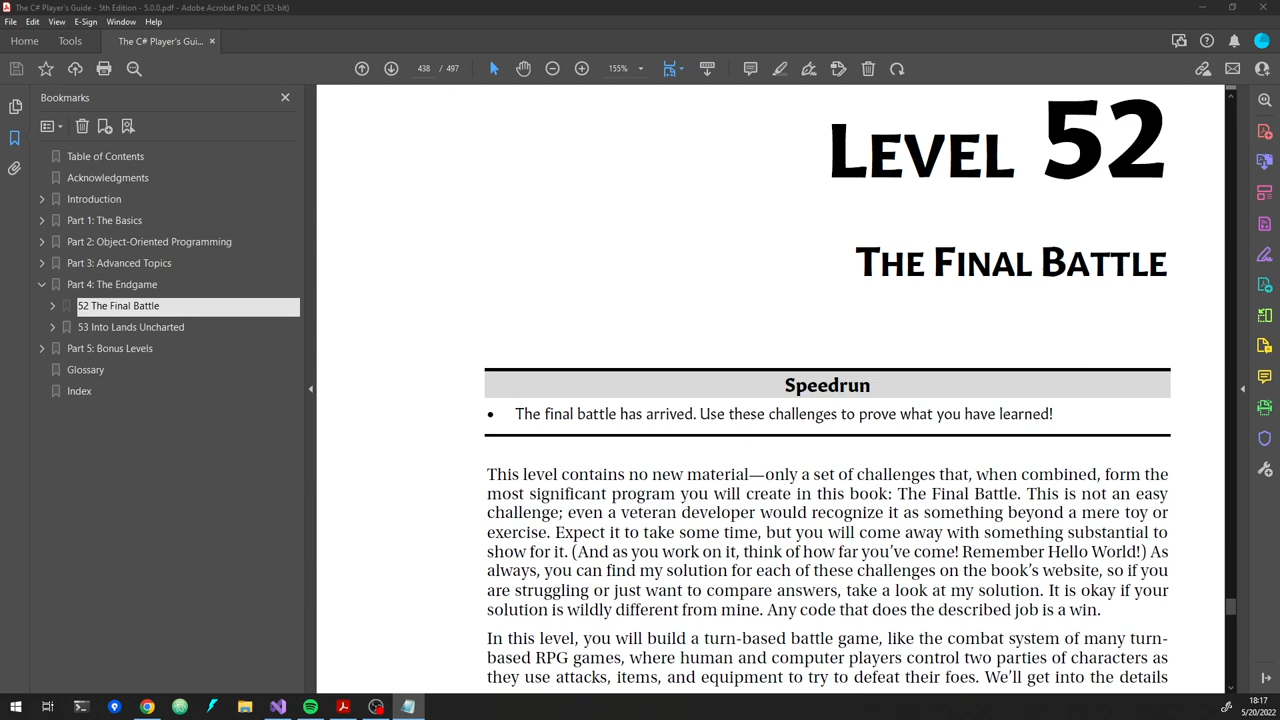 The C# Player's Guide - 5th Edition - 5.0.0.pdf - Adobe Acrobat Pro DC (32-bit)
File Edit View E-Sign Window Help
Home Tools The C# Player's Gui... ×
438 / 497 155%
Bookmarks
Table of Contents
Acknowledgments
Introduction
Part 1: The Basics
Part 2: Object-Oriented Programming
Part 3: Advanced Topics
Part 4: The Endgame
52 The Final Battle
53 Into Lands Uncharted
Part 5: Bonus Levels
Glossary
Index
LEVEL 52
THE FINAL BATTLE
Speedrun
• The final battle has arrived. Use these challenges to prove what you have learned!
This level contains no new material—only a set of challenges that, when combined, form the
most significant program you will create in this book: The Final Battle. This is not an easy
challenge; even a veteran developer would recognize it as something beyond a mere toy or
exercise. Expect it to take some time, but you will come away with something substantial to
show for it. (And as you work on it, think of how far you've come! Remember Hello World!) As
always, you can find my solution for each of these challenges on the book's website, so if you
are struggling or just want to compare answers, take a look at my solution. It is okay if your
solution is wildly different from mine. Any code that does the described job is a win.
In this level, you will build a turn-based battle game, like the combat system of many turn-
based RPG games, where human and computer players control two parties of characters as
they use attacks, items, and equipment to try to defeat their foes. We'll get into the details
18:17
5/20/2022